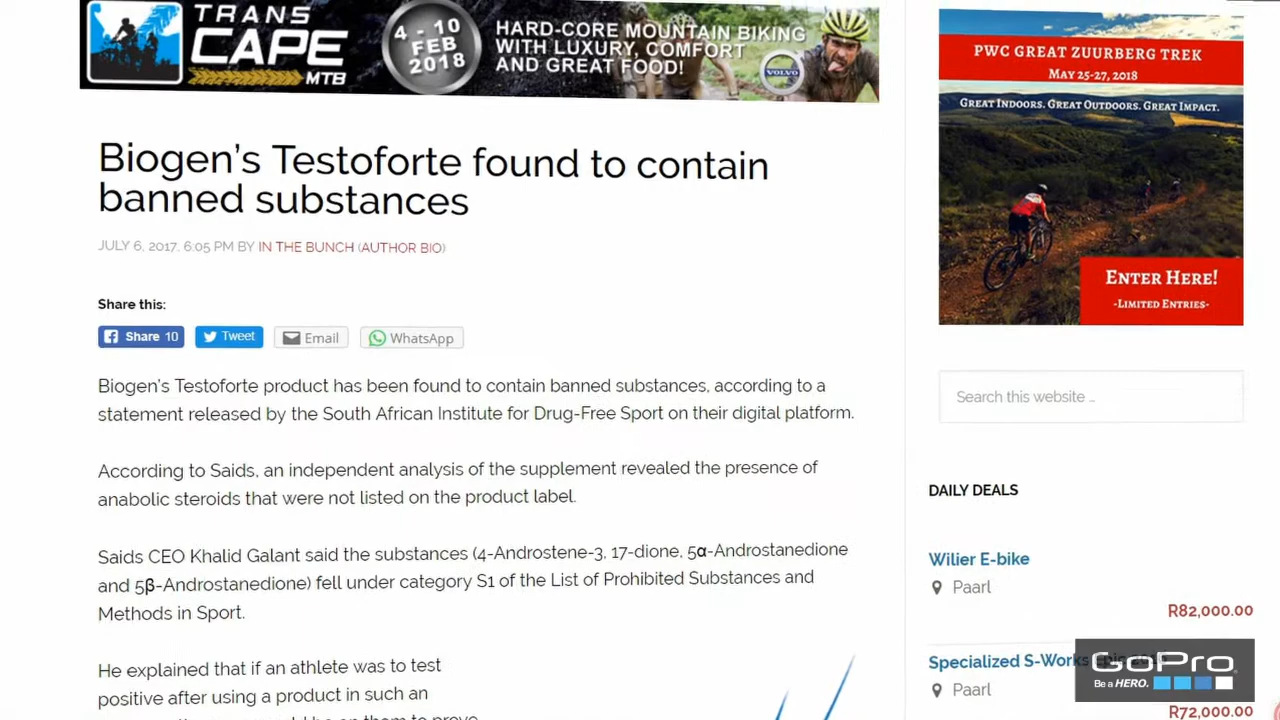 TRANS
CAPE
MTB
4 - 10
FEB
2018
HARD-CORE MOUNTAIN BIKING
WITH LUXURY, COMFORT
AND GREAT FOOD!
VOLVO
Biogen's Testoforte found to contain
banned substances
JULY 6, 2017, 6:05 PM BY IN THE BUNCH (AUTHOR BIO)
Share this:
Share 10 Tweet Email WhatsApp
Biogen's Testoforte product has been found to contain banned substances, according to a
statement released by the South African Institute for Drug-Free Sport on their digital platform.
According to Saids, an independent analysis of the supplement revealed the presence of
anabolic steroids that were not listed on the product label.
Saids CEO Khalid Galant said the substances (4-Androstene-3, 17-dione, 5α-Androstanedione
and 5β-Androstanedione) fell under category S1 of the List of Prohibited Substances and
Methods in Sport.
He explained that if an athlete was to test
positive after using a product in such an
PWC GREAT ZUURBERG TREK
MAY 25-27, 2018
GREAT INDOORS. GREAT OUTDOORS. GREAT IMPACT.
ENTER HERE!
-LIMITED ENTRIES-
Search this website …
DAILY DEALS
Wilier E-bike
Paarl
R82,000.00
Specialized S-Works
Paarl
R72,000.00
GoPro
Be a HERO.